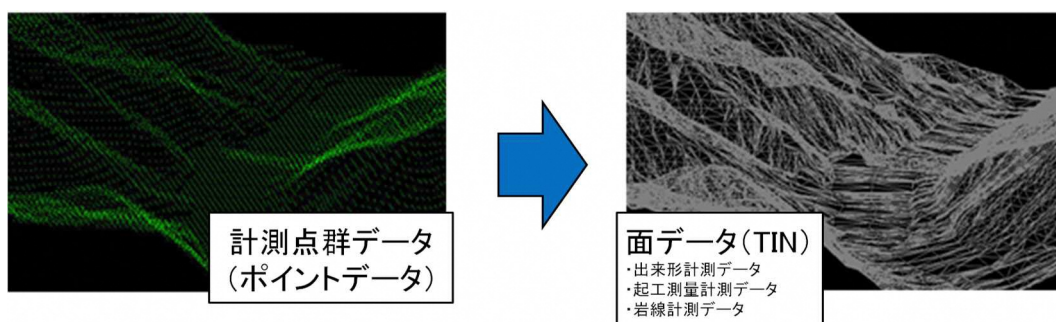 計測点群データ
(ポイントデータ)
面データ(TIN)
・出来形計測データ
・起工測量計測データ
・岩線計測データ